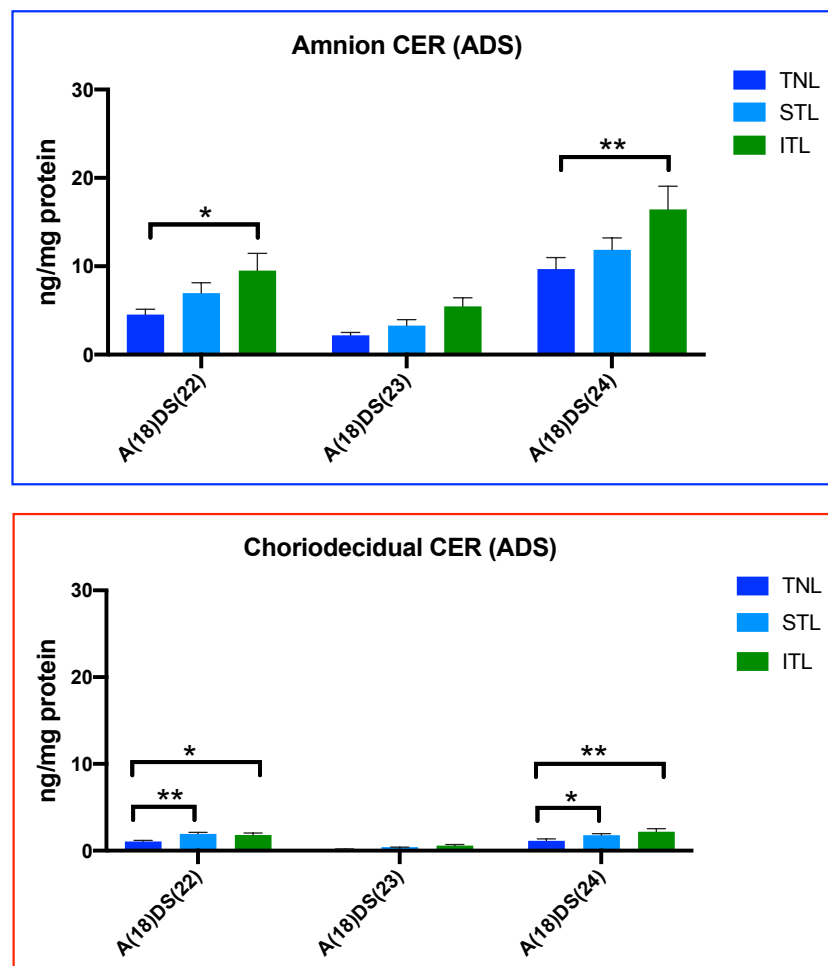 Amnion CER (ADS)
ng/mg protein
30
20
10
0
*
**
A(18)DS(22)
A(18)DS(23)
A(18)DS(24)
TNL
STL
ITL
Choriodecidual CER (ADS)
ng/mg protein
30
20
10
0
*
**
**
*
A(18)DS(22)
A(18)DS(23)
A(18)DS(24)
TNL
STL
ITL